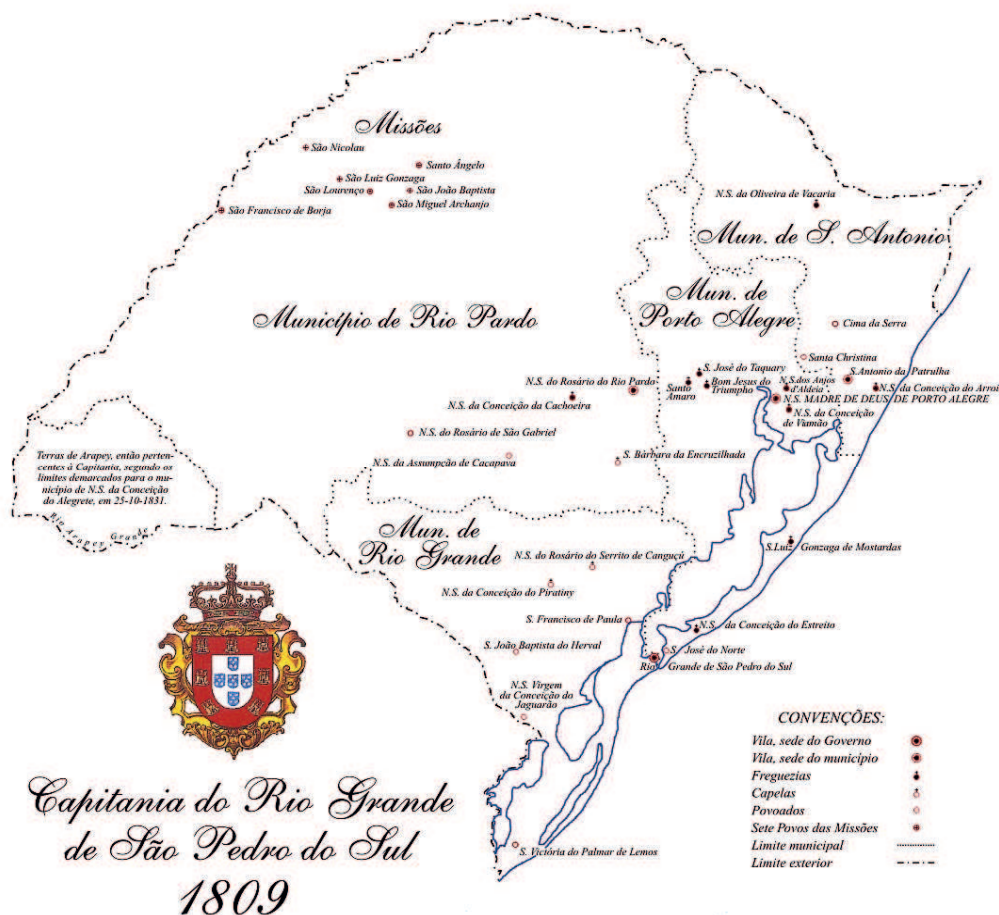 Missões
São Nicolau
Santo Ângelo
São Luiz Gonzaga
São Lourenço
São João Baptista
São Miguel Archanjo
São Francisco de Borja
N.S. da Oliveira de Vacaria
Mun. de S. Antonio
Mun. de
Porto Alegre
Município de Rio Pardo
Cima da Serra
Santa Christina
S. José do Taquary
S.Antonio da Patrulha
N.S. do Rosário do Rio Pardo
Santo
Amaro
Bom Jesus do
Triumpho
N.S.dos Anjos
d'Aldeia
N.S. da Conceição do Arroi
N.S. MADRE DE DEUS DE PORTO ALEGRE
N.S. da Conceição da Cachoeira
N.S. da Conceição
de Viamão
N.S. do Rosário de São Gabriel
N.S. da Assumpção de Cacapava
S. Bárbara da Encruzilhada
Terras de Arapey, então perten-
centes à Capitania, segundo os
limites demarcados para o mu-
nicípio de N.S. da Conceição
do Alegrete, em 25-10-1831.
Rio Arapey Grande
Mun. de
Rio Grande
N.S. do Rosário do Serrito de Canguçú
S.Luiz Gonzaga de Mostardas
N.S. da Conceição do Piratiny
S. Francisco de Paula
N.S. da Conceição do Estreito
S. João Baptista do Herval
S. José do Norte
Rio Grande de São Pedro do Sul
N.S. Virgem
da Conceição do
Jaguarão
S. Victória do Palmar de Lemos
Capitania do Rio Grande
de São Pedro do Sul
1809
CONVENÇÕES:
Vila, sede do Governo
Vila, sede do município
Freguezias
Capelas
Povoados
Sete Povos das Missões
Limite municipal
Limite exterior